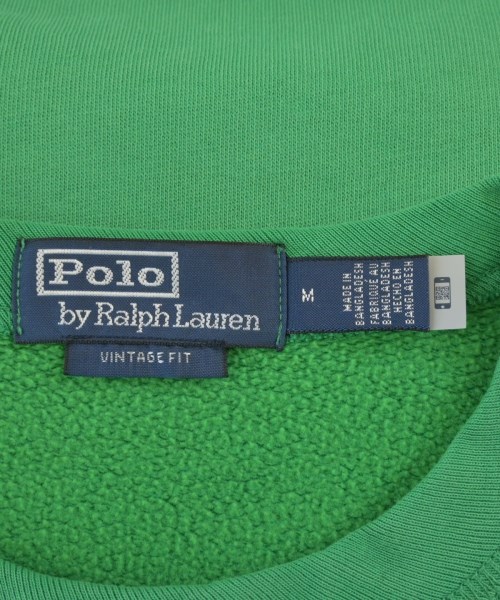 Polo
by Ralph Lauren
VINTAGE FIT
M
MADE IN
BANGLADESH
FABRIQUE AU
BANGLADESH
HECHO EN
BANGLADESH